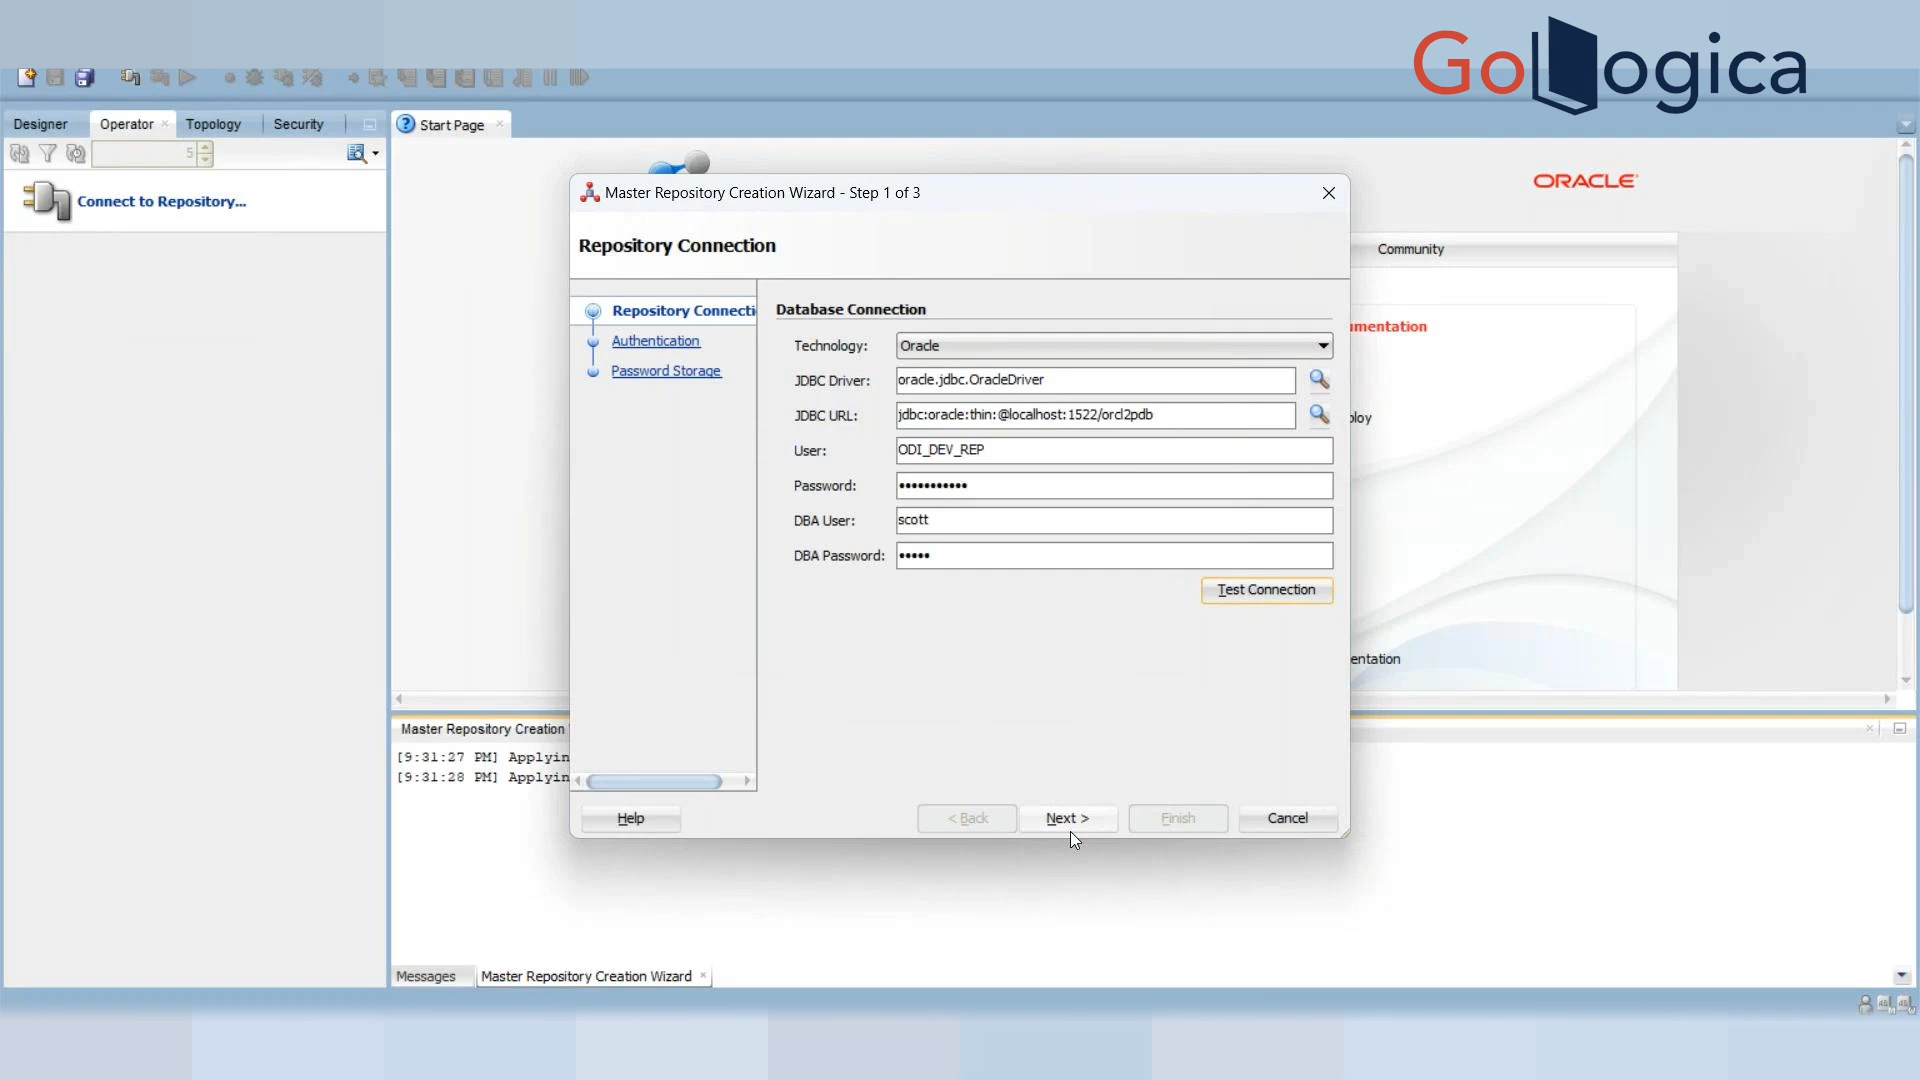 GoLogica
Designer
Operator
Topology
Security
Start Page
5
Connect to Repository...
ORACLE
Community
mentation
ploy
entation
Master Repository Creation Wizard - Step 1 of 3
Repository Connection
Repository Connecti
Authentication
Password Storage
Database Connection
Technology:
Oracle
JDBC Driver:
oracle.jdbc.OracleDriver
JDBC URL:
jdbc:oracle:thin:@localhost:1522/orcl2pdb
User:
ODI_DEV_REP
Password:
•••••••••••
DBA User:
scott
DBA Password:
•••••
Test Connection
Help
< Back
Next >
Finish
Cancel
Master Repository Creation
[9:31:27 PM] Applyin
[9:31:28 PM] Applyin
Messages
Master Repository Creation Wizard